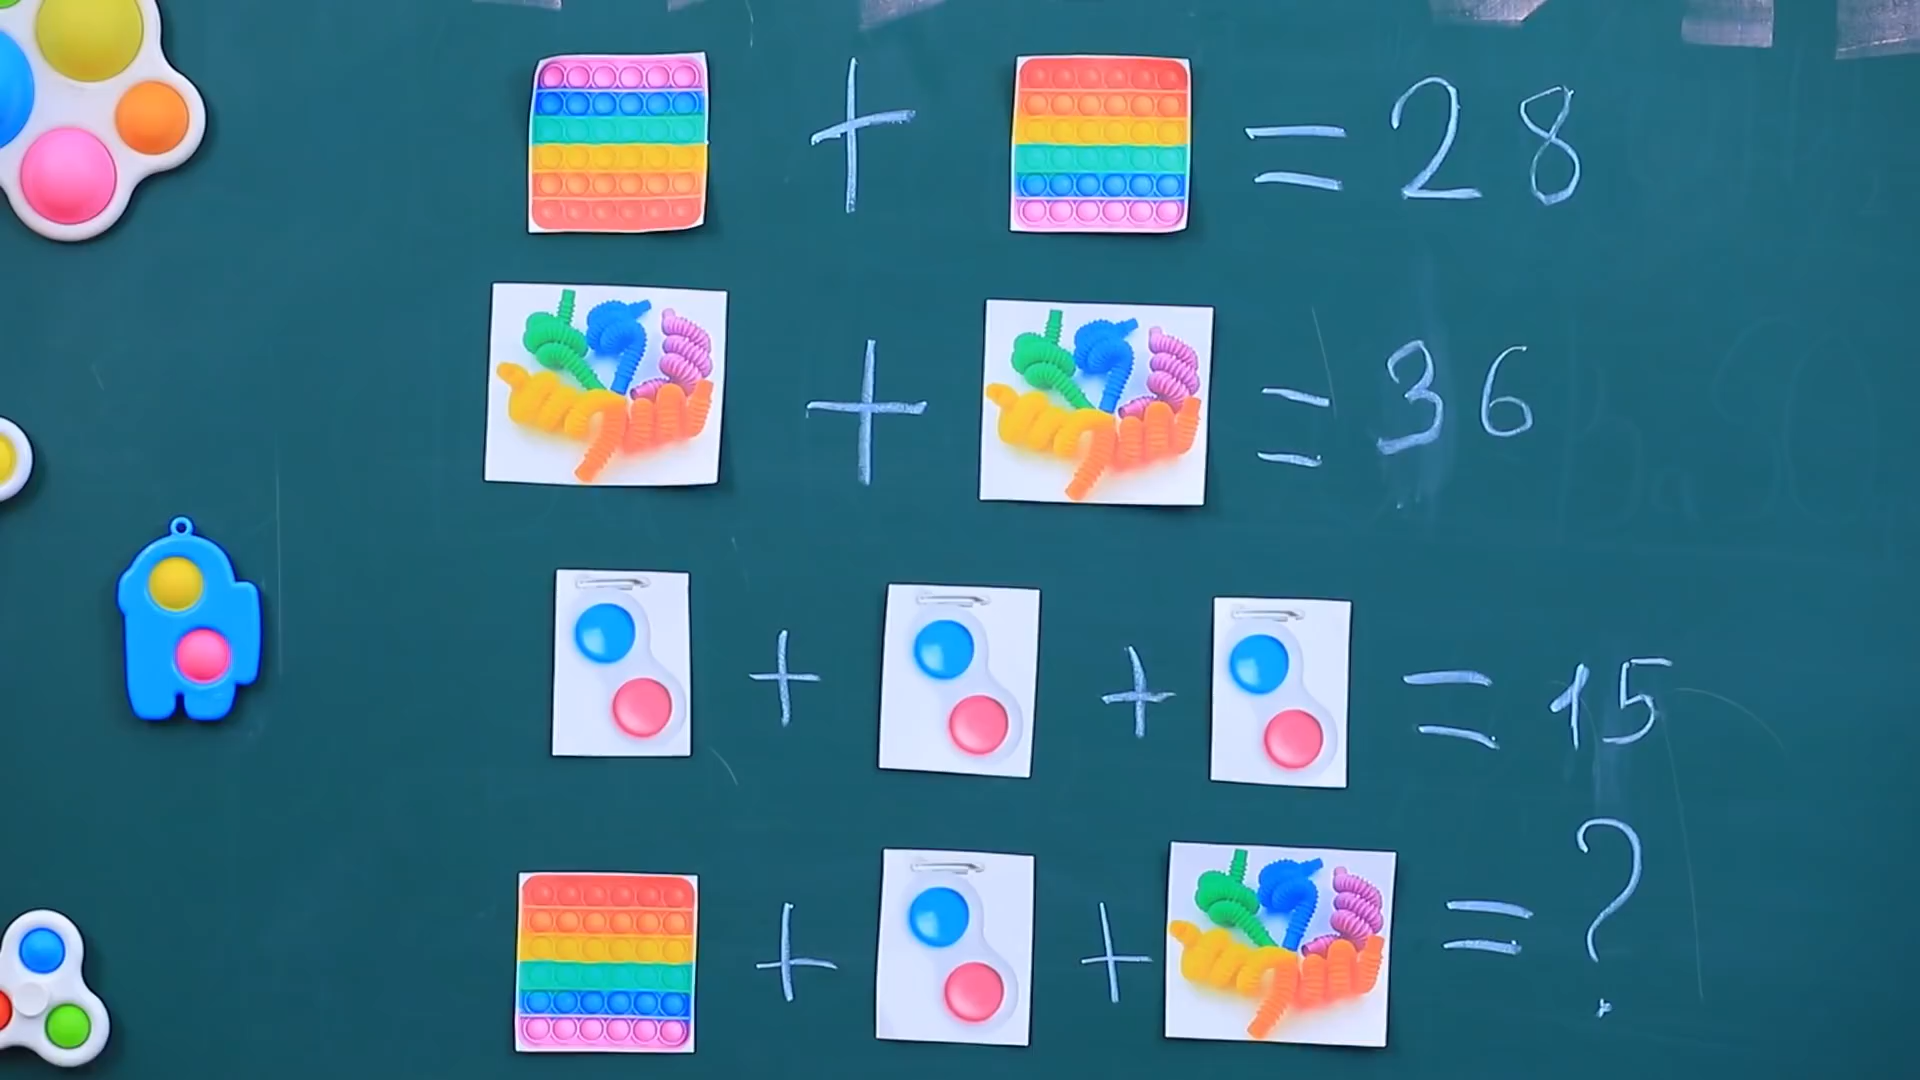 + = 28
+ = 36
+ + = 15
+ + = ?